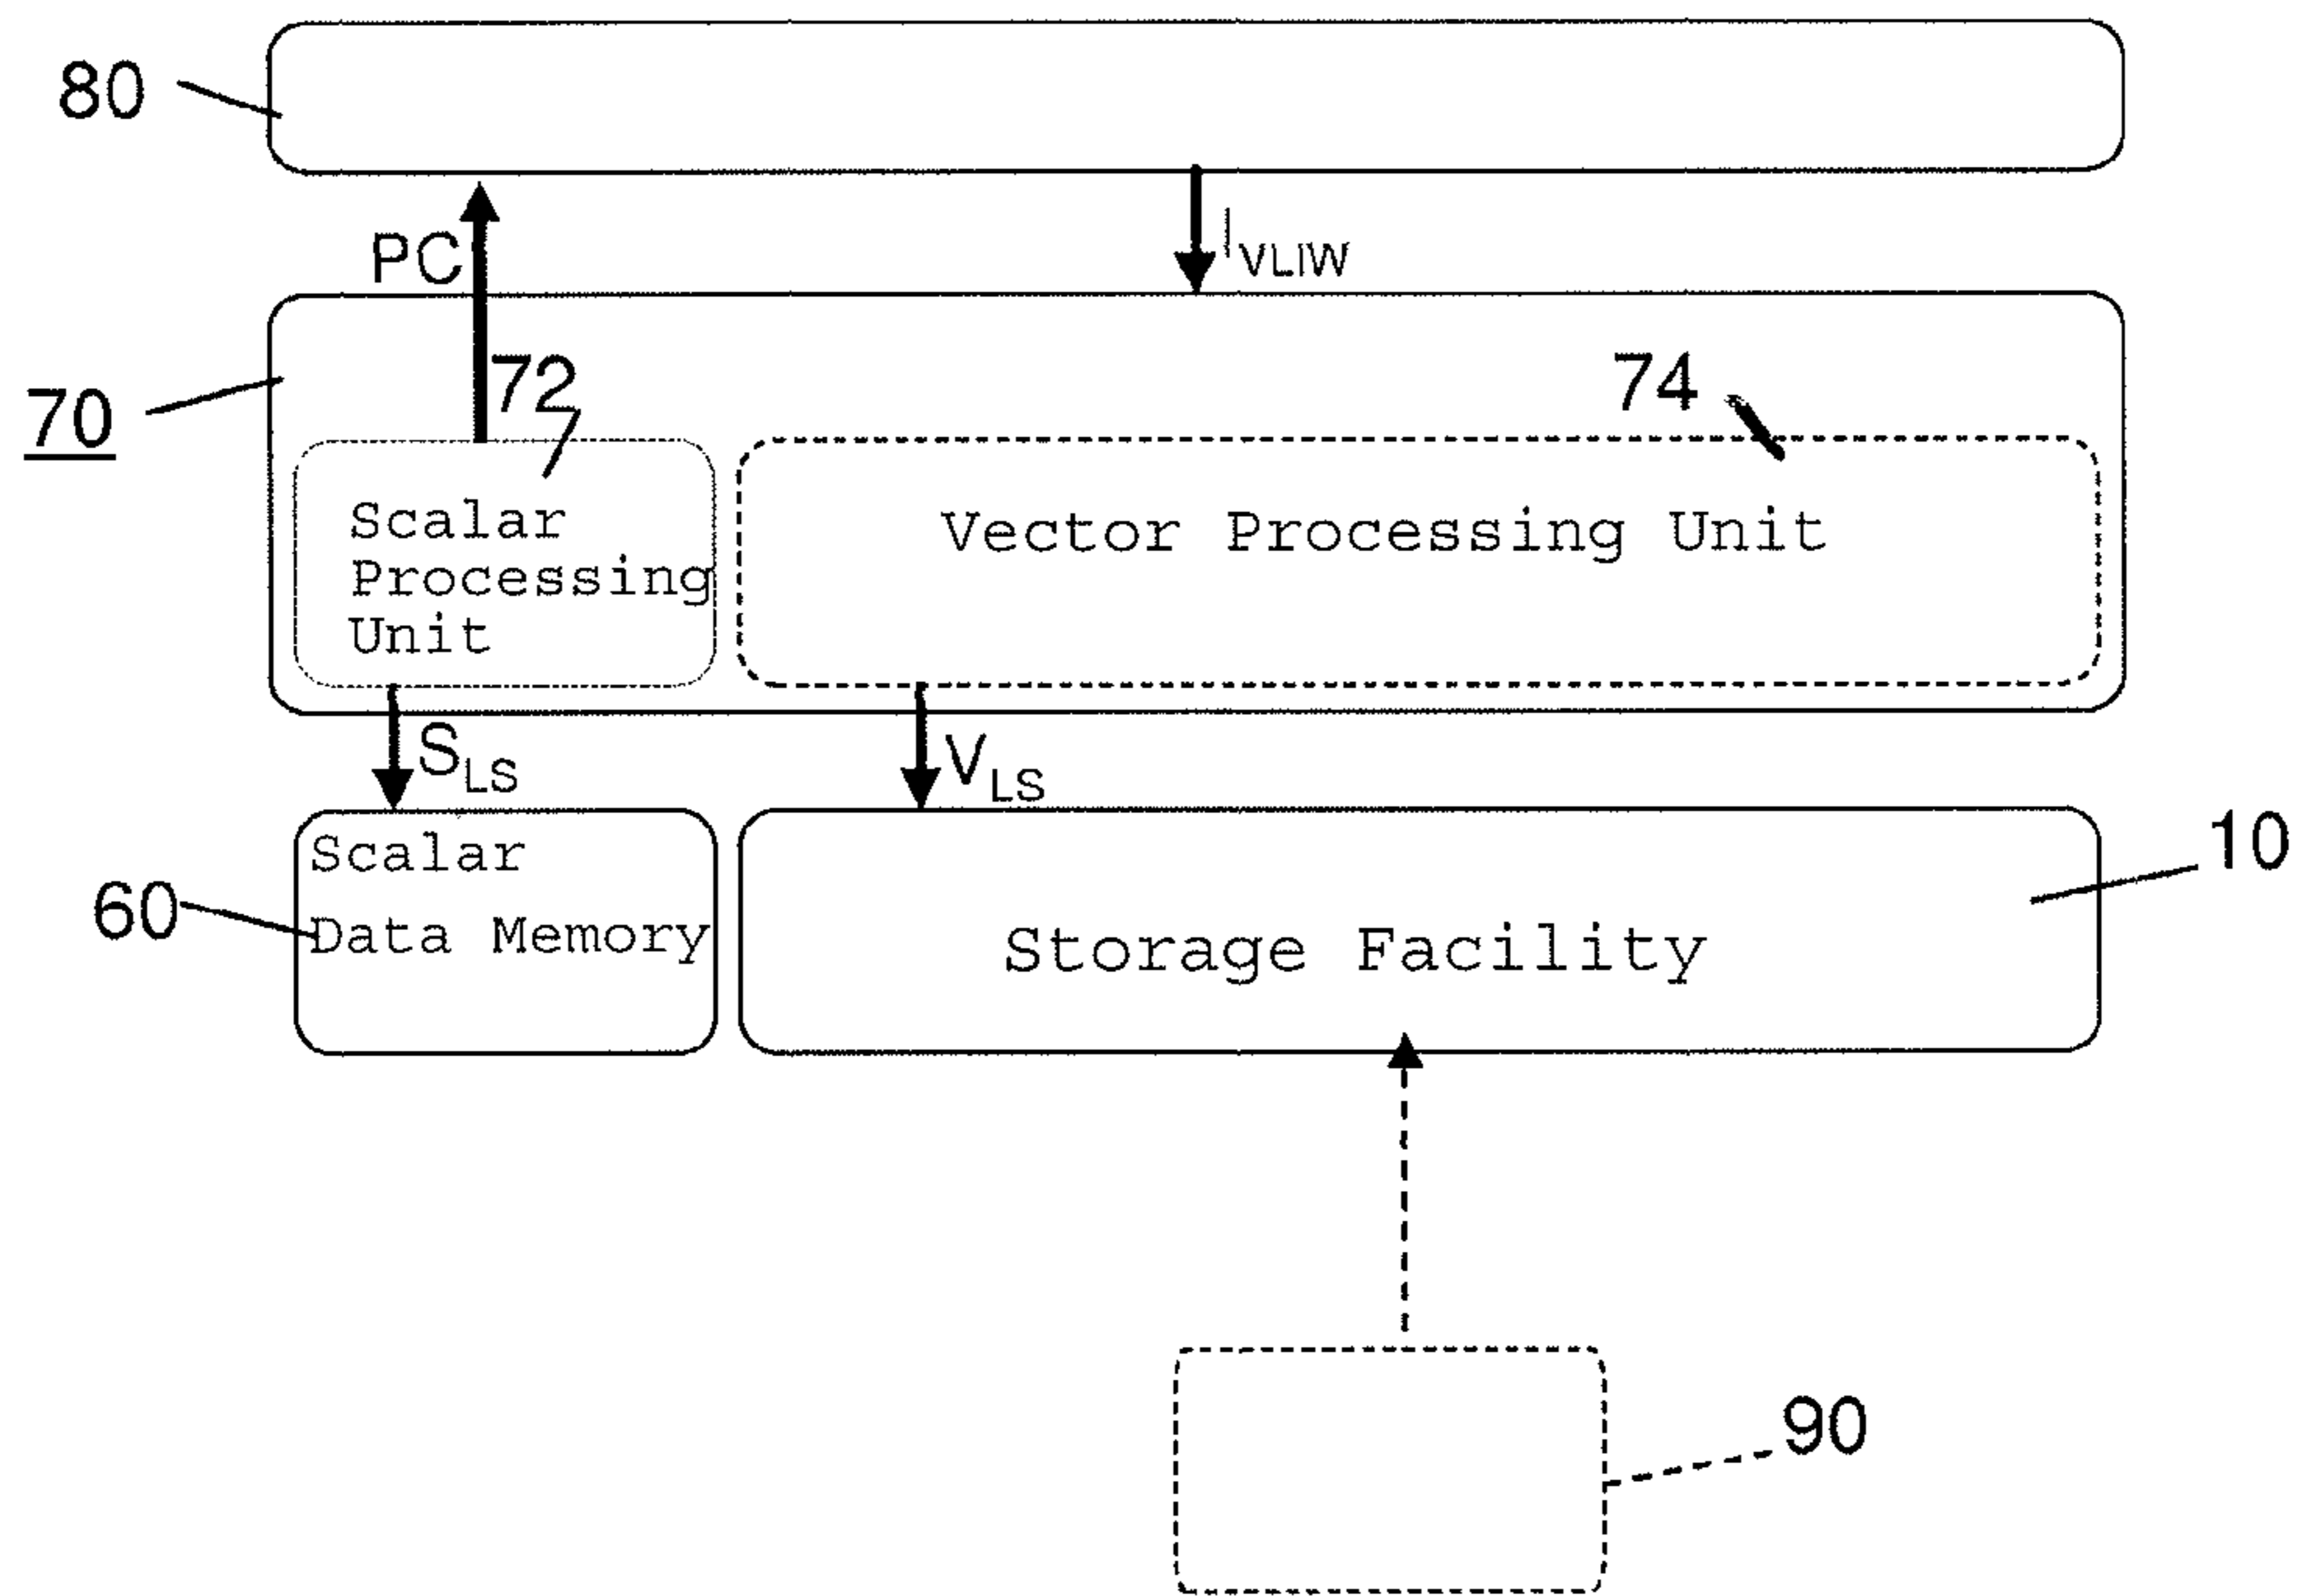 80
PC
I_VLIW
70
72
74
Scalar
Processing
Unit
Vector Processing Unit
S_LS
V_LS
10
Scalar
60
Data Memory
Storage Facility
90